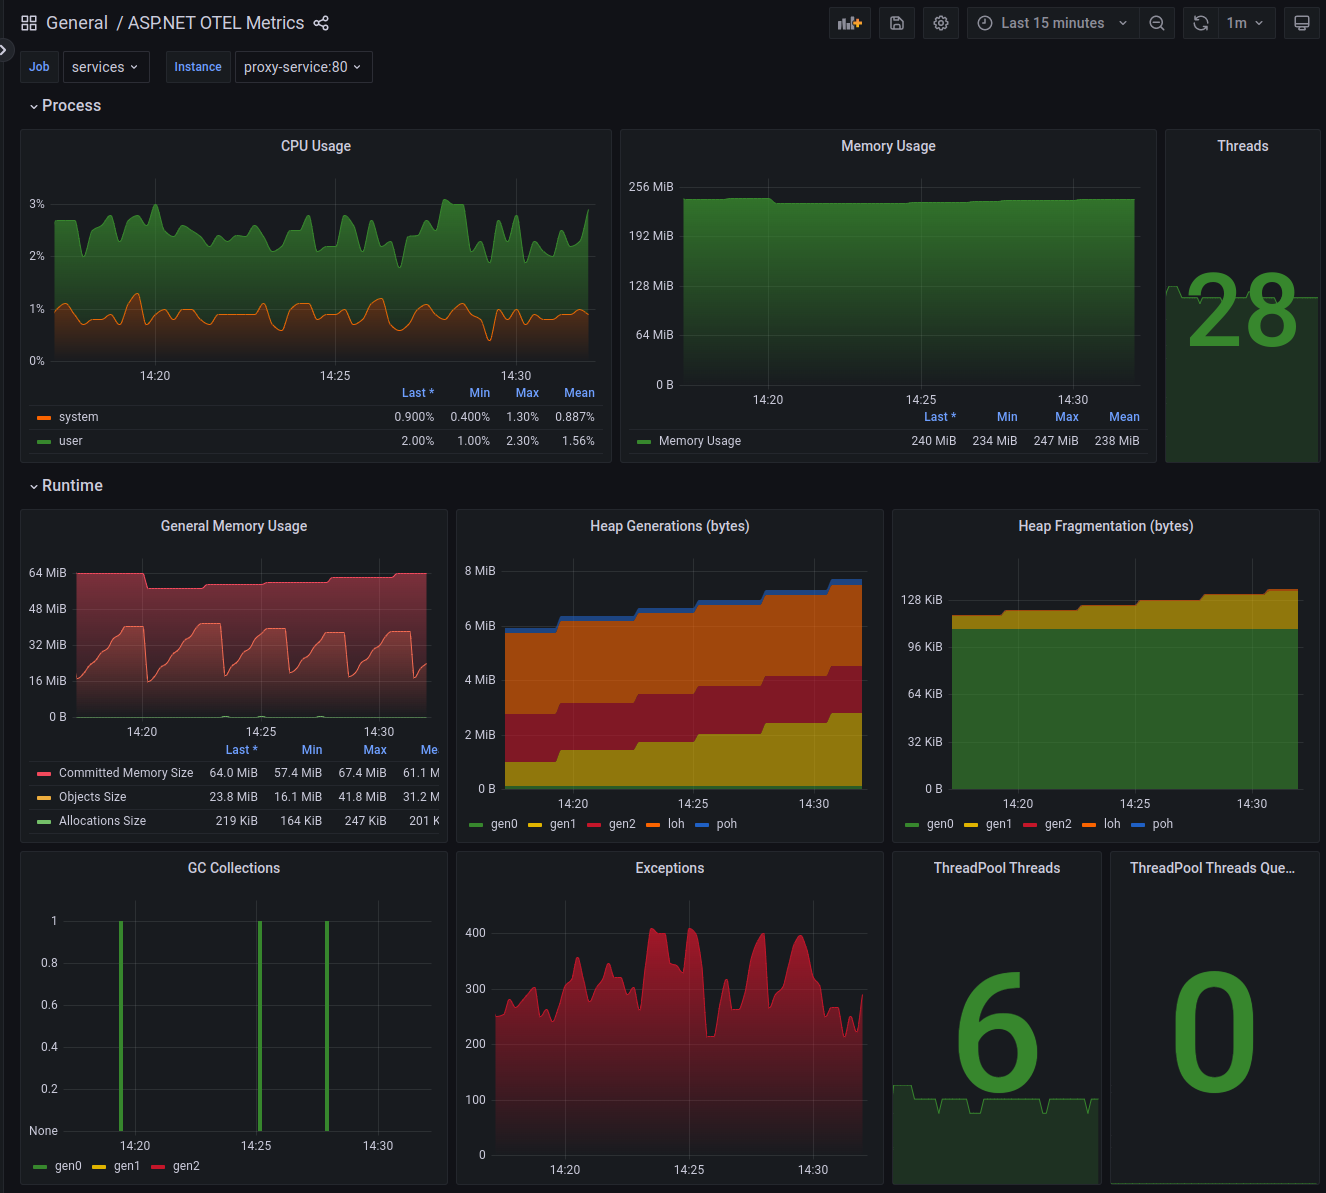 General / ASP.NET OTEL Metrics
Last 15 minutes
1m
Job services Instance proxy-service:80
Process
CPU Usage
3%
2%
1%
0%
14:20 14:25 14:30
Last * Min Max Mean
system 0.900% 0.400% 1.30% 0.887%
user 2.00% 1.00% 2.30% 1.56%
Memory Usage
256 MiB
192 MiB
128 MiB
64 MiB
0 B
14:20 14:25 14:30
Last * Min Max Mean
Memory Usage 240 MiB 234 MiB 247 MiB 238 MiB
Threads
28
Runtime
General Memory Usage
64 MiB
48 MiB
32 MiB
16 MiB
0 B
14:20 14:25 14:30
Last * Min Max Me
Committed Memory Size 64.0 MiB 57.4 MiB 67.4 MiB 61.1 M
Objects Size 23.8 MiB 16.1 MiB 41.8 MiB 31.2 M
Allocations Size 219 KiB 164 KiB 247 KiB 201 K
Heap Generations (bytes)
8 MiB
6 MiB
4 MiB
2 MiB
0 B
14:20 14:25 14:30
gen0 gen1 gen2 loh poh
Heap Fragmentation (bytes)
128 KiB
96 KiB
64 KiB
32 KiB
0 B
14:20 14:25 14:30
gen0 gen1 gen2 loh poh
GC Collections
1
0.8
0.6
0.4
0.2
None
14:20 14:25 14:30
gen0 gen1 gen2
Exceptions
400
300
200
100
0
14:20 14:25 14:30
ThreadPool Threads
6
ThreadPool Threads Que...
0